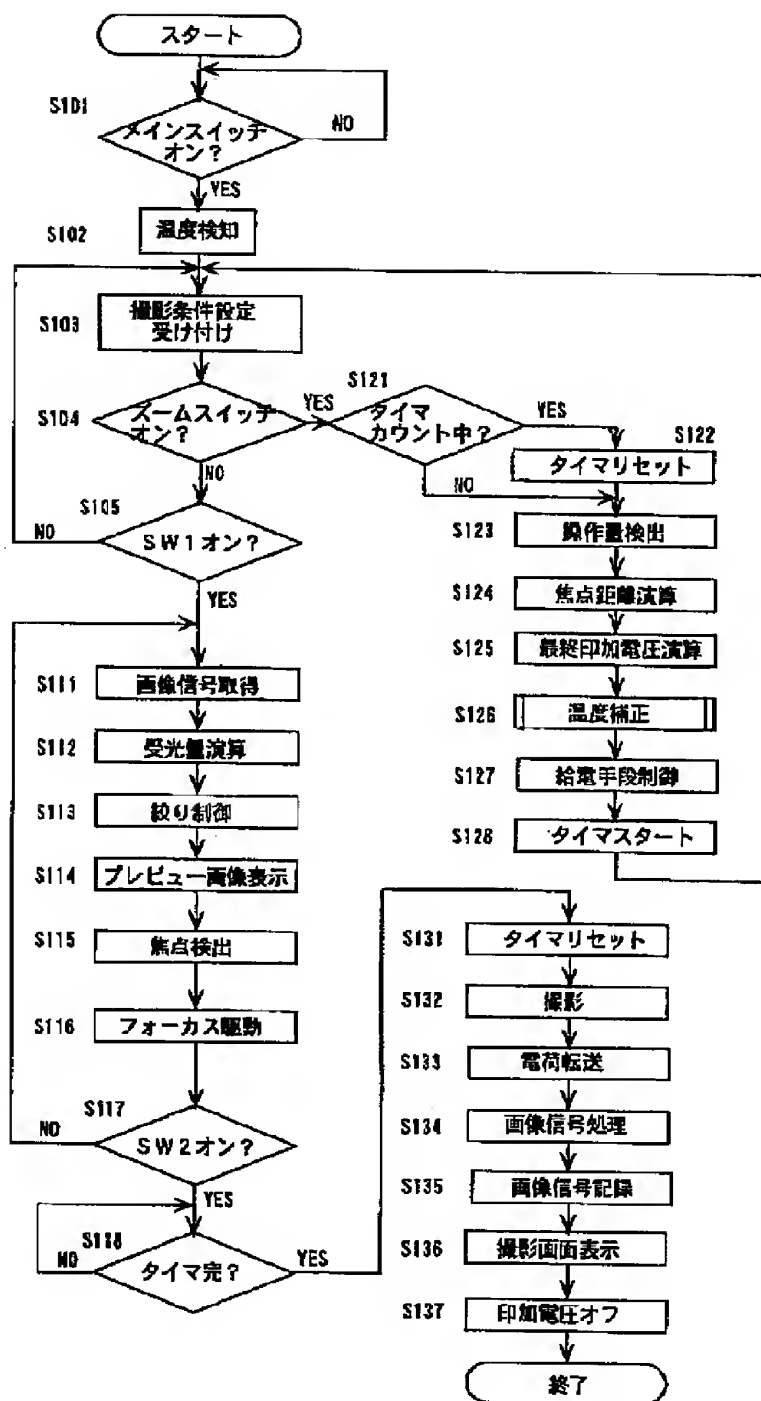 スタート
S101
メインスイッチ
オン？
NO
YES
S102
温度検知
S103
撮影条件設定
受け付け
S104
ズームスイッチ
オン？
YES
NO
S105
SW1オン？
NO
YES
S111
画像信号取得
S112
受光量演算
S113
絞り制御
S114
プレビュー画像表示
S115
焦点検出
S116
フォーカス駆動
S117
SW2オン？
NO
YES
S118
タイマ完？
NO
YES
S121
タイマ
カウント中？
YES
NO
S122
タイマリセット
S123
操作量検出
S124
焦点距離演算
S125
最終印加電圧演算
S126
温度補正
S127
給電手段制御
S128
タイマスタート
S131
タイマリセット
S132
撮影
S133
電荷転送
S134
画像信号処理
S135
画像信号記録
S136
撮影画面表示
S137
印加電圧オフ
終了